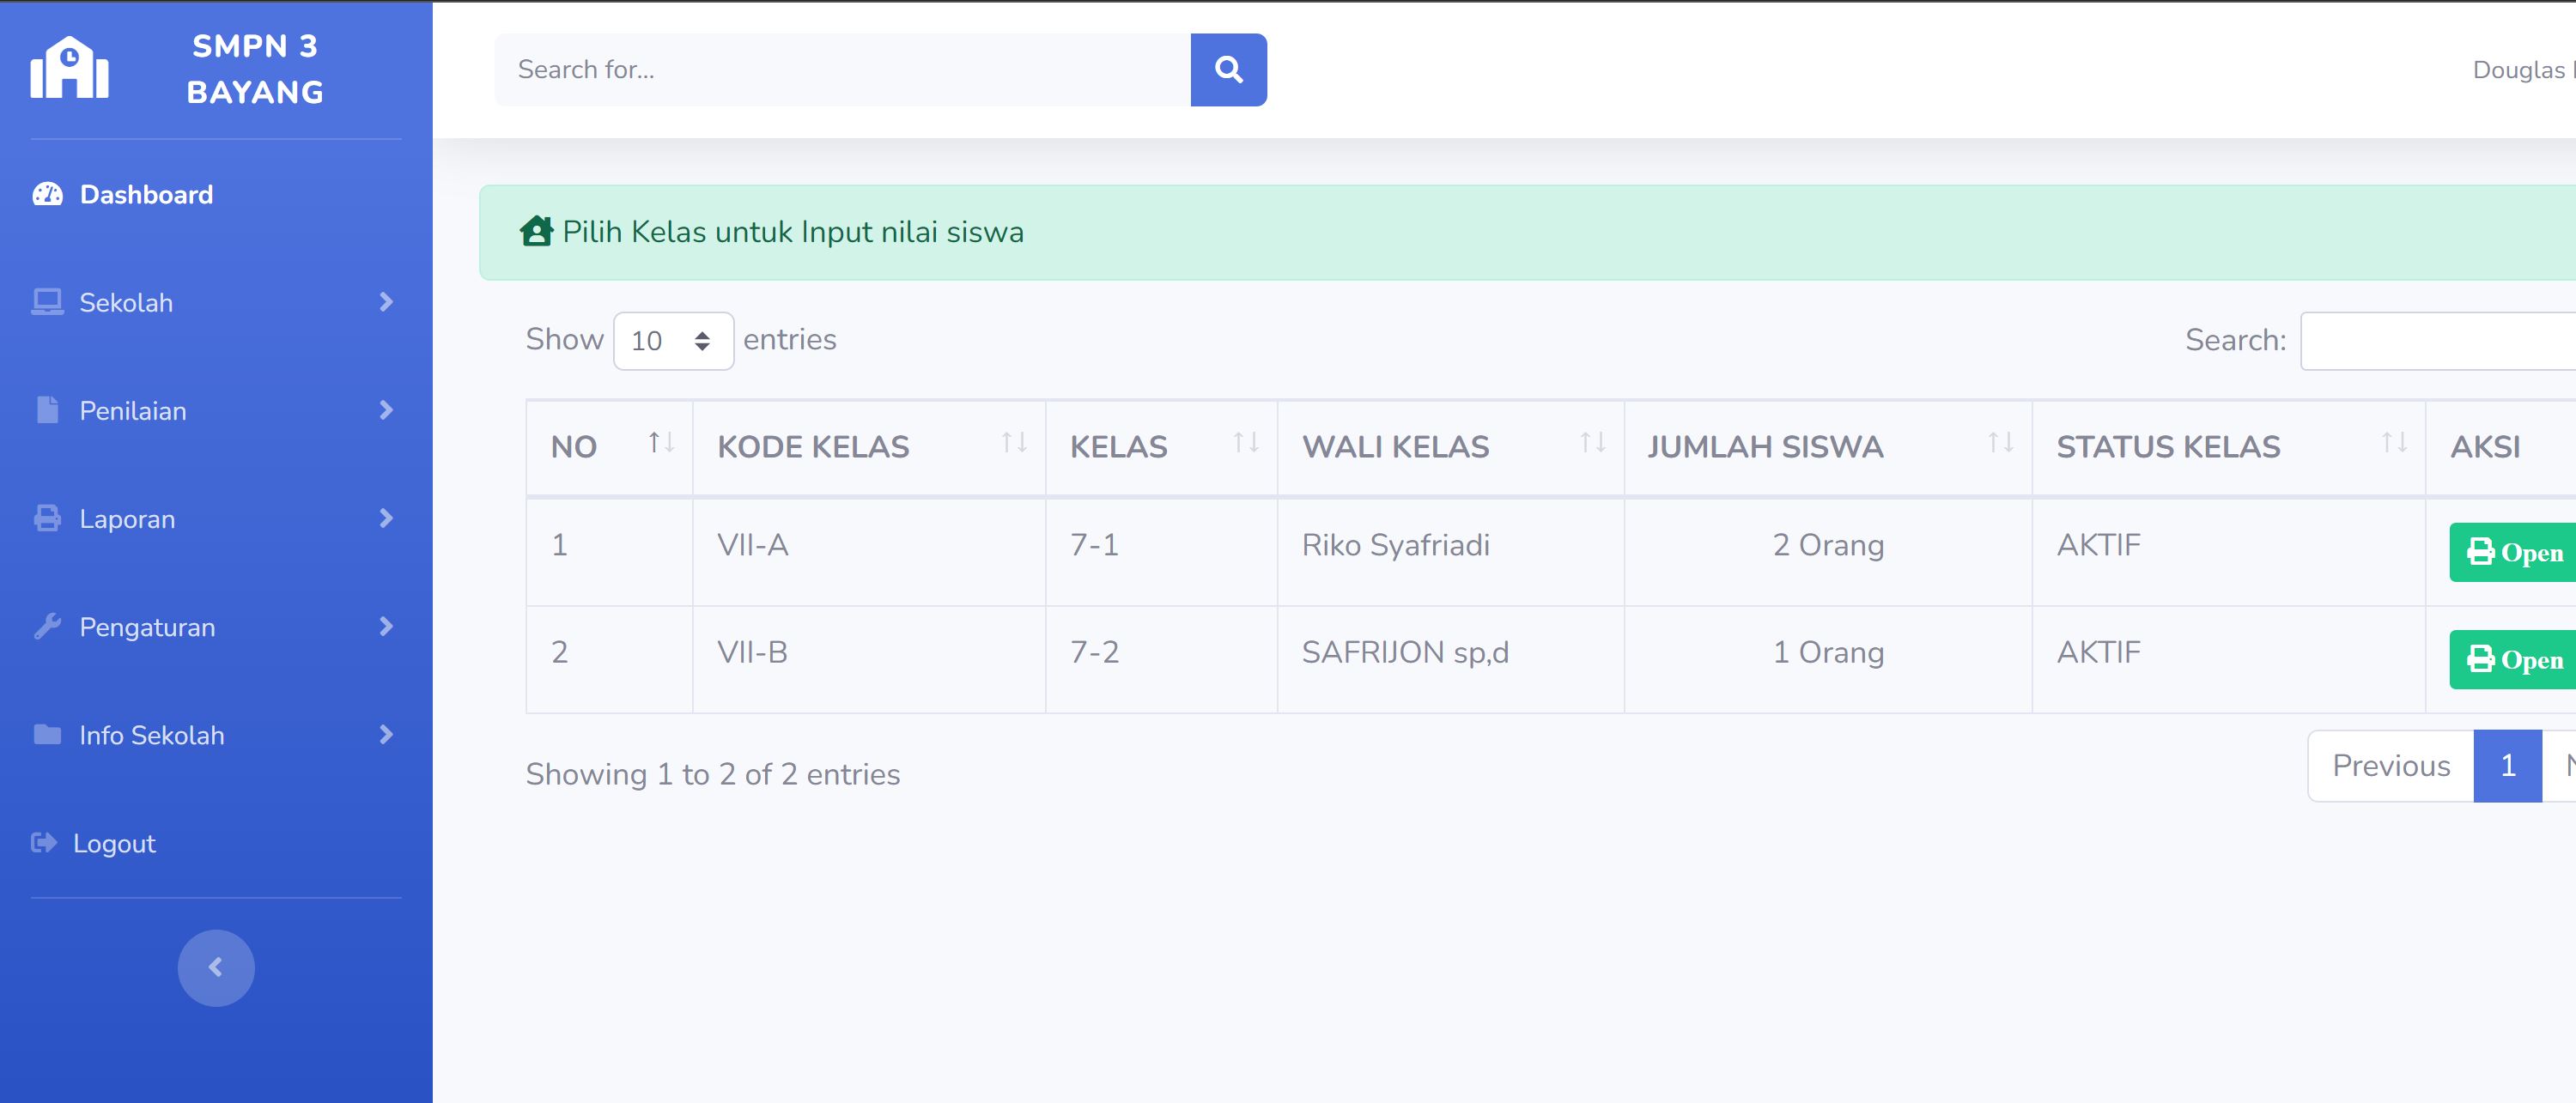 SMPN 3
BAYANG
Search for...
Douglas
Dashboard
Sekolah
Penilaian
Laporan
Pengaturan
Info Sekolah
Logout
Pilih Kelas untuk Input nilai siswa
Show 10 entries
Search:
NO KODE KELAS KELAS WALI KELAS JUMLAH SISWA STATUS KELAS AKSI
1 VII-A 7-1 Riko Syafriadi 2 Orang AKTIF Open
2 VII-B 7-2 SAFRIJON sp,d 1 Orang AKTIF Open
Showing 1 to 2 of 2 entries
Previous 1